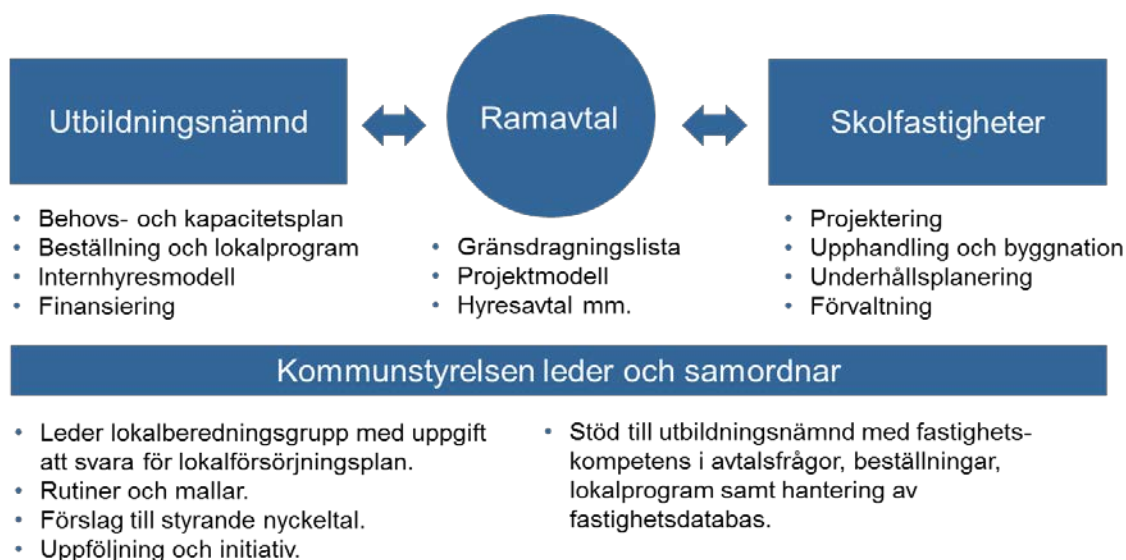 Utbildningsnämnd
Ramavtal
Skolfastigheter
• Behovs- och kapacitetsplan
• Beställning och lokalprogram
• Internhyresmodell
• Finansiering
• Gränsdragningslista
• Projektmodell
• Hyresavtal mm.
• Projektering
• Upphandling och byggnation
• Underhållsplanering
• Förvaltning
Kommunstyrelsen leder och samordnar
• Leder lokalberedningsgrupp med uppgift
att svara för lokalförsörjningsplan.
• Rutiner och mallar.
• Förslag till styrande nyckeltal.
• Uppföljning och initiativ.
• Stöd till utbildningsnämnd med fastighets-
kompetens i avtalsfrågor, beställningar,
lokalprogram samt hantering av
fastighetsdatabas.